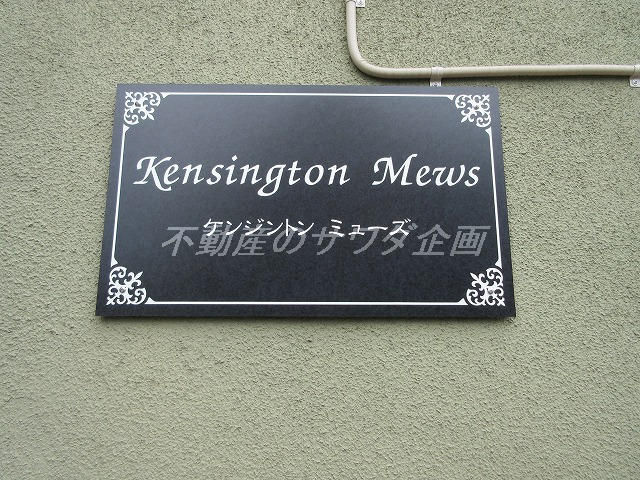 Kensington Mews
ケンジントン ミューズ
不動産のサワダ企画